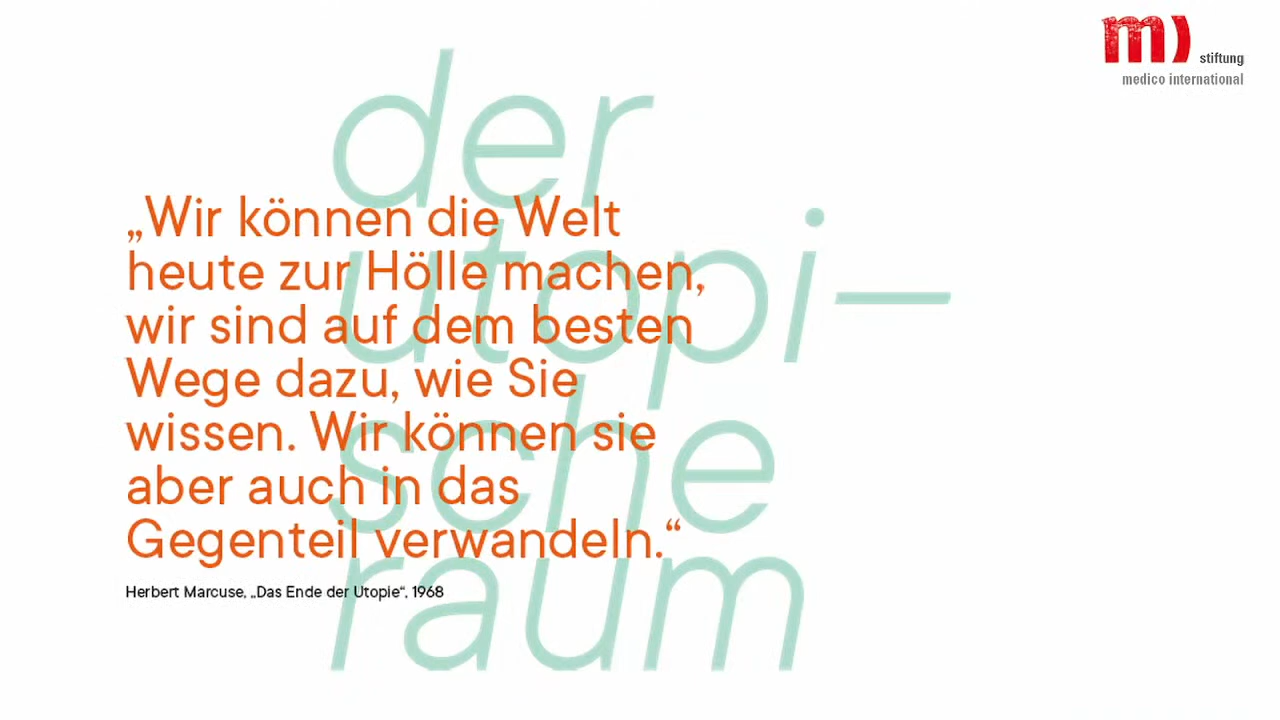 m)
stiftung
medico international
der
utopi–
sche
raum
„Wir können die Welt
heute zur Hölle machen,
wir sind auf dem besten
Wege dazu, wie Sie
wissen. Wir können sie
aber auch in das
Gegenteil verwandeln.“
Herbert Marcuse, „Das Ende der Utopie“, 1968